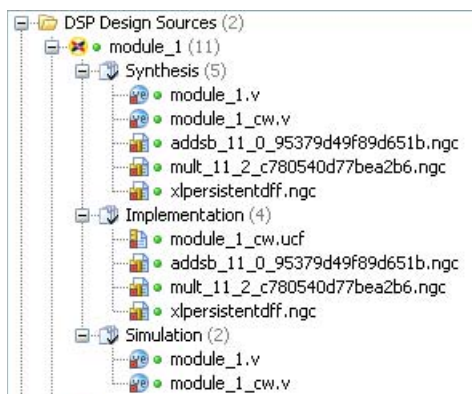 DSP Design Sources (2)
module_1 (11)
Synthesis (5)
module_1.v
module_1_cw.v
addsb_11_0_95379d49f89d651b.ngc
mult_11_2_c780540d77bea2b6.ngc
xlpersistentdff.ngc
Implementation (4)
module_1_cw.ucf
addsb_11_0_95379d49f89d651b.ngc
mult_11_2_c780540d77bea2b6.ngc
xlpersistentdff.ngc
Simulation (2)
module_1.v
module_1_cw.v